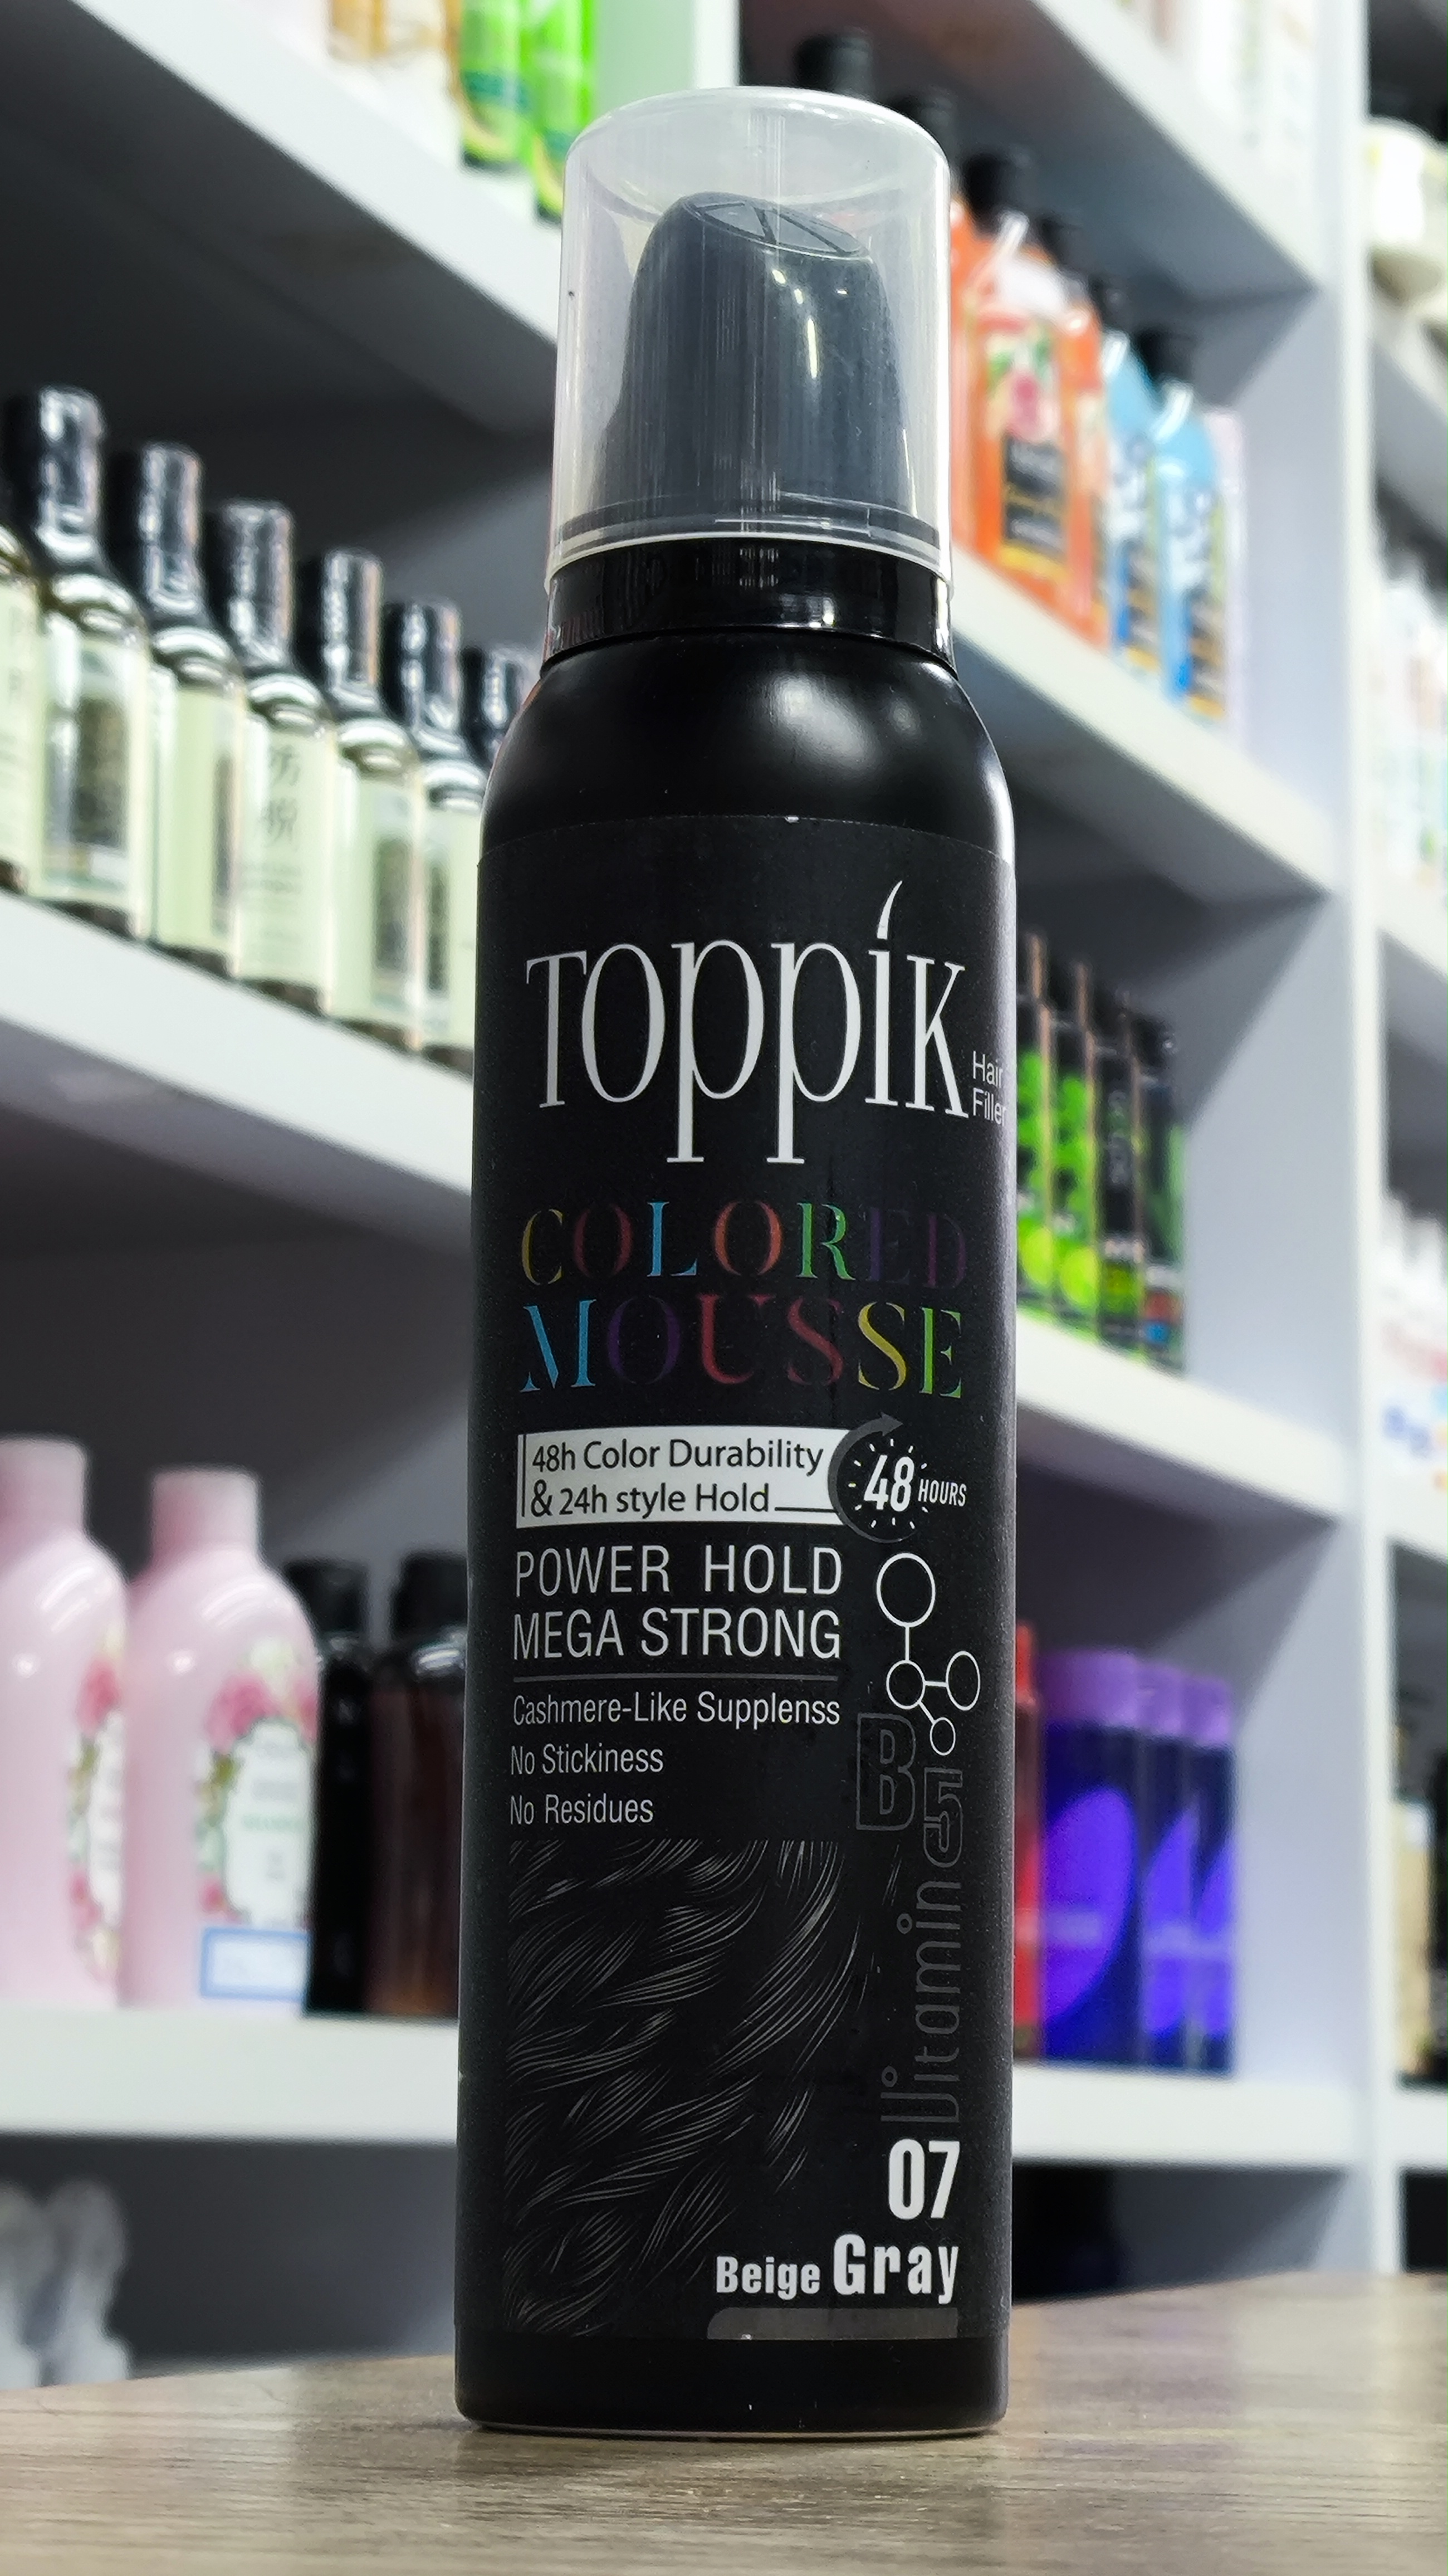 Toppik
Hair
Filler
COLORED
MOUSSE
48h Color Durability
& 24h style Hold
48 HOURS
POWER HOLD
MEGA STRONG
Cashmere-Like Supplenss
No Stickiness
No Residues
B5
Vitamine
07
Beige Gray